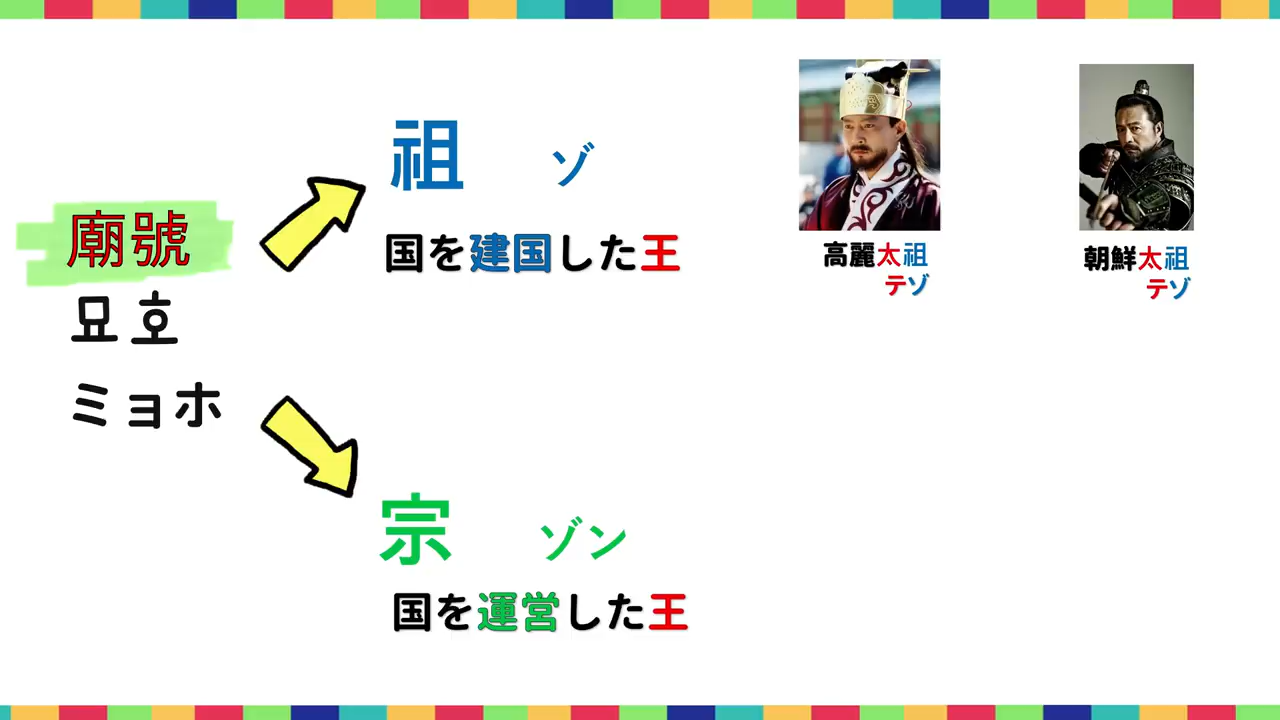 廟號
묘호
ミョホ
祖 ゾ
国を建国した王
宗 ゾン
国を運営した王
高麗太祖
テゾ
朝鮮太祖
テゾ